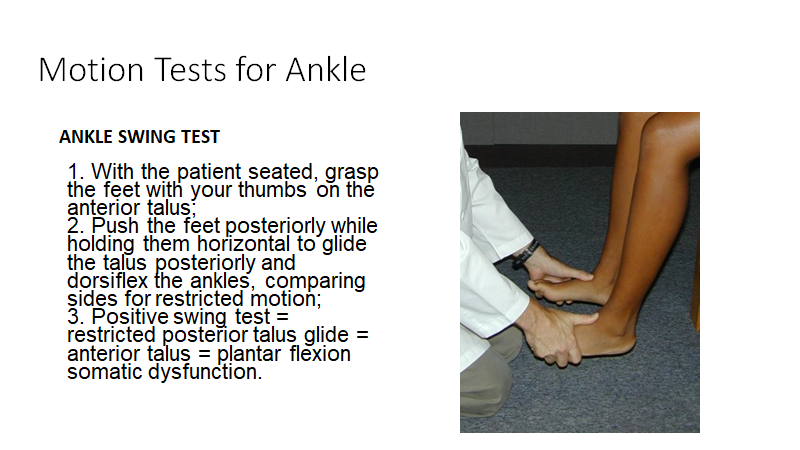 Motion Tests for Ankle
ANKLE SWING TEST
1. With the patient seated, grasp
the feet with your thumbs on the
anterior talus;
2. Push the feet posteriorly while
holding them horizontal to glide
the talus posteriorly and
dorsiflex the ankles, comparing
sides for restricted motion;
3. Positive swing test =
restricted posterior talus glide =
anterior talus = plantar flexion
somatic dysfunction.